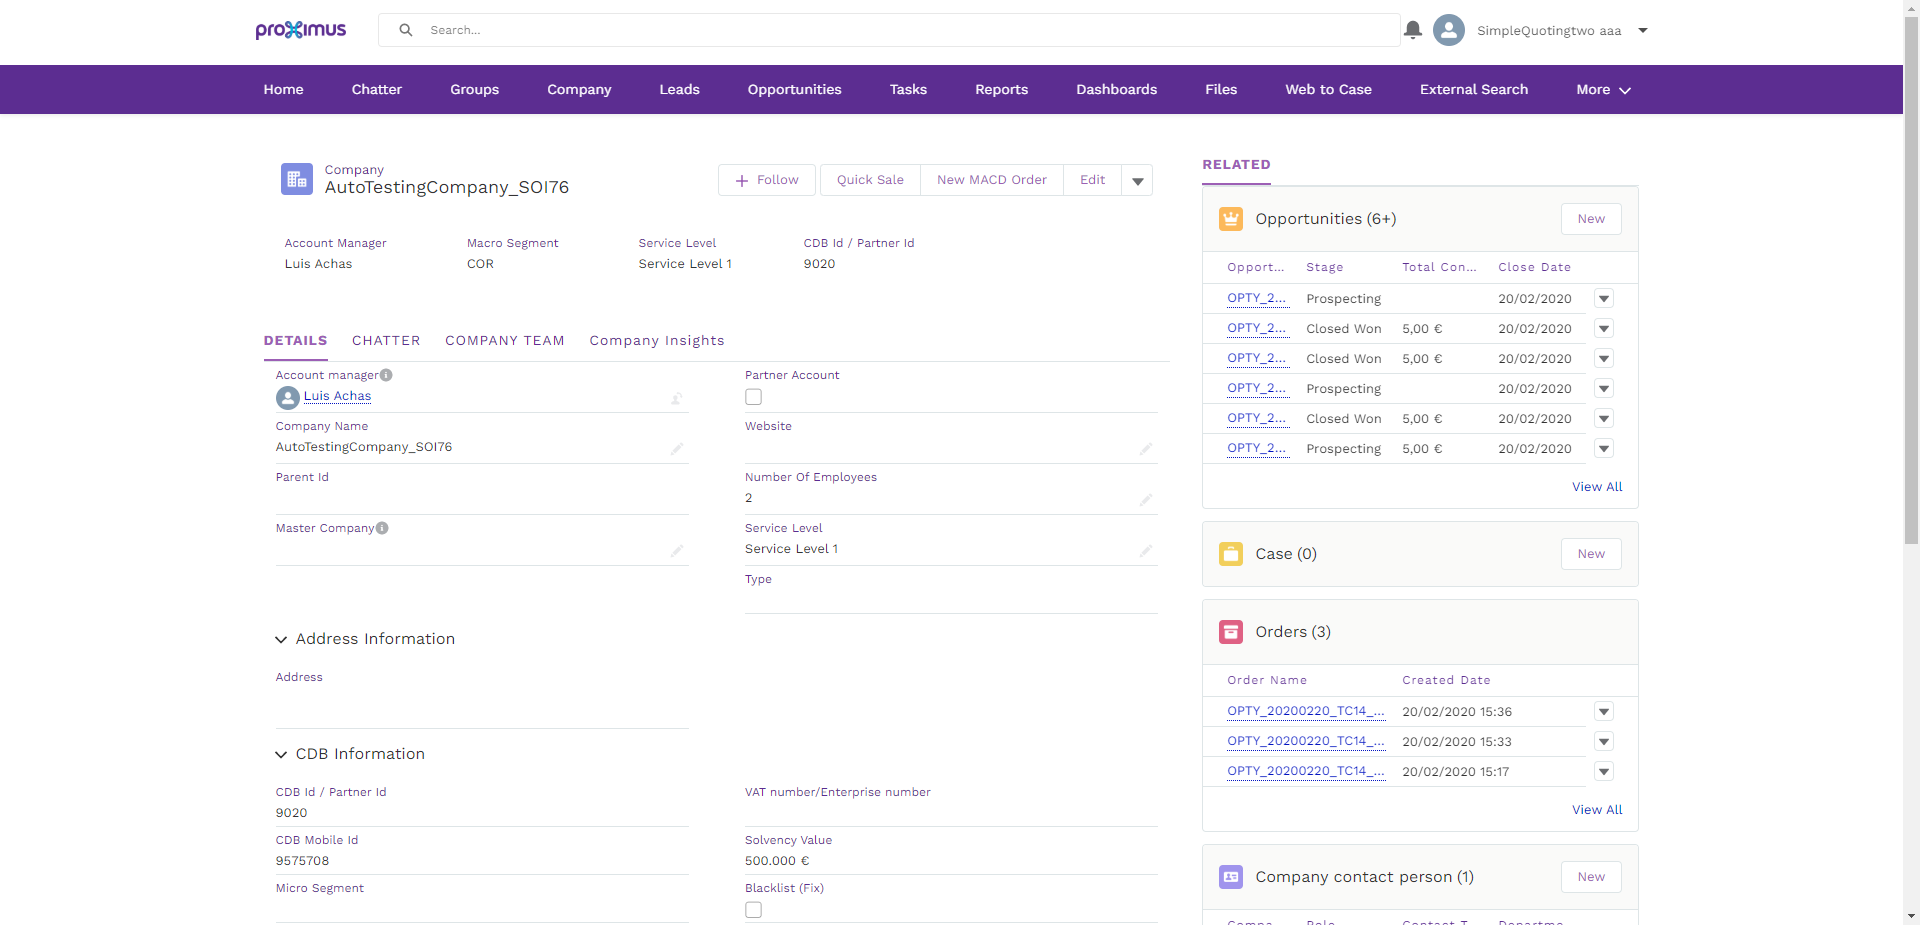 proximus
Search...
SimpleQuotingtwo aaa
Home Chatter Groups Company Leads Opportunities Tasks Reports Dashboards Files Web to Case External Search More
Company
AutoTestingCompany_SOI76
Follow Quick Sale New MACD Order Edit
Account Manager Macro Segment Service Level CDB Id / Partner Id
Luis Achas COR Service Level 1 9020
DETAILS CHATTER COMPANY TEAM Company Insights
Account manager Partner Account
Luis Achas
Company Name Website
AutoTestingCompany_SOI76
Parent Id Number Of Employees
2
Master Company Service Level
Service Level 1
Type
Address Information
Address
CDB Information
CDB Id / Partner Id VAT number/Enterprise number
9020
CDB Mobile Id Solvency Value
9575708 500.000 €
Micro Segment Blacklist (Fix)
RELATED
Opportunities (6+) New
Opport... Stage Total Con... Close Date
OPTY_2... Prospecting 20/02/2020
OPTY_2... Closed Won 5,00 € 20/02/2020
OPTY_2... Closed Won 5,00 € 20/02/2020
OPTY_2... Prospecting 20/02/2020
OPTY_2... Closed Won 5,00 € 20/02/2020
OPTY_2... Prospecting 5,00 € 20/02/2020
View All
Case (0) New
Orders (3)
Order Name Created Date
OPTY_20200220_TC14_... 20/02/2020 15:36
OPTY_20200220_TC14_... 20/02/2020 15:33
OPTY_20200220_TC14_... 20/02/2020 15:17
View All
Company contact person (1) New
Compa... Role Contact T... Departme...